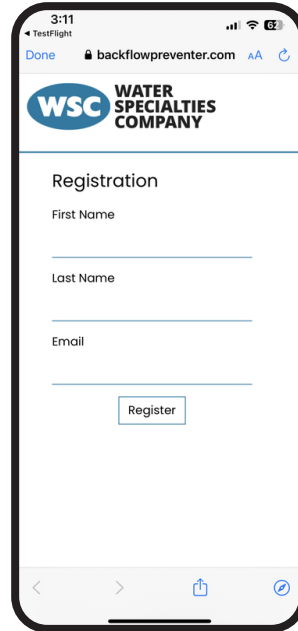 3:11
62
◀ TestFlight
Done backflowpreventer.com AA
WSC WATER
SPECIALTIES
COMPANY
Registration
First Name
Last Name
Email
Register